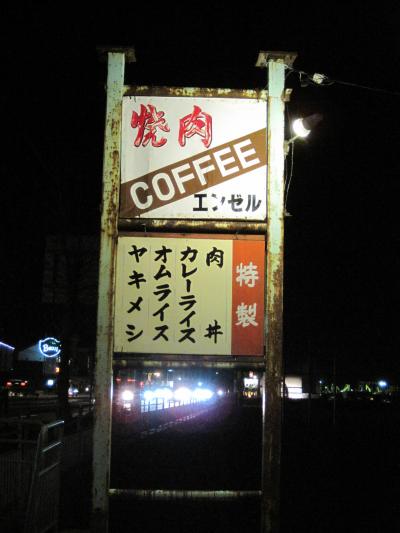 焼肉
COFFEE
エンゼル
特製
肉丼
カレーライス
オムライス
ヤキメシ